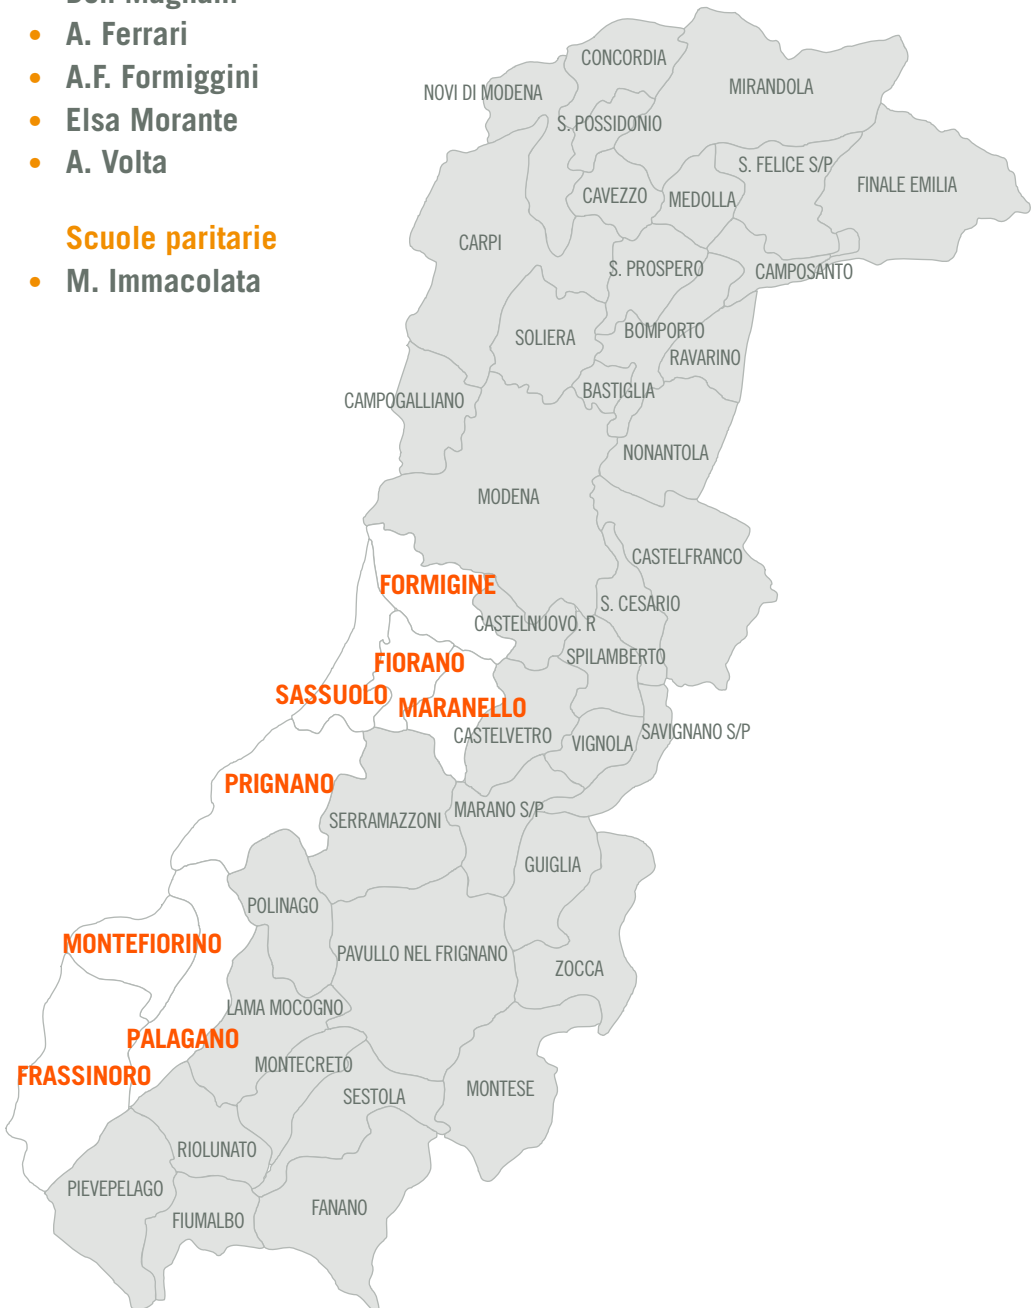 • A. Ferrari
• A.F. Formiggini
• Elsa Morante
• A. Volta
Scuole paritarie
• M. Immacolata
CONCORDIA
MIRANDOLA
NOVI DI MODENA
S. POSSIDONIO
S. FELICE S/P
FINALE EMILIA
CAVEZZO
MEDOLLA
CARPI
S. PROSPERO
CAMPOSANTO
SOLIERA
BOMPORTO
RAVARINO
BASTIGLIA
CAMPOGALLIANO
NONANTOLA
MODENA
CASTELFRANCO
FORMIGINE
S. CESARIO
CASTELNUOVO. R
SPILAMBERTO
FIORANO
SASSUOLO
MARANELLO
CASTELVETRO
SAVIGNANO S/P
VIGNOLA
PRIGNANO
MARANO S/P
SERRAMAZZONI
GUIGLIA
POLINAGO
MONTEFIORINO
PAVULLO NEL FRIGNANO
ZOCCA
LAMA MOCOGNO
PALAGANO
MONTECRETO
FRASSINORO
SESTOLA
MONTESE
RIOLUNATO
PIEVEPELAGO
FANANO
FIUMALBO